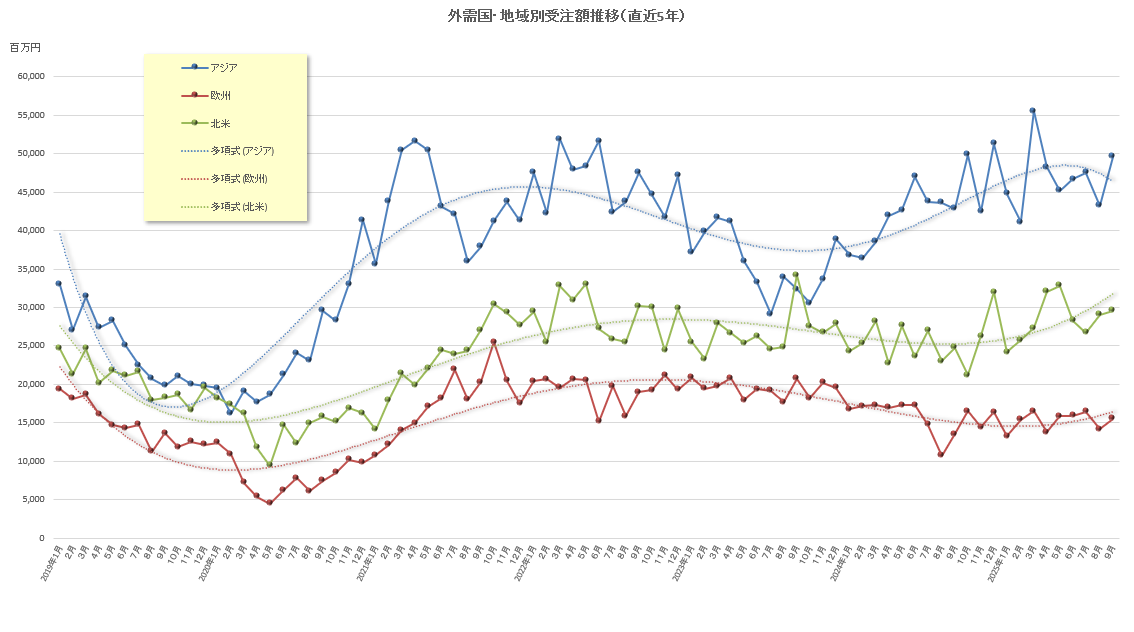 外需国・地域別受注額推移(直近5年)
百万円
60,000
55,000
50,000
45,000
40,000
35,000
30,000
25,000
20,000
15,000
10,000
5,000
0
アジア
欧州
北米
多項式 (アジア)
多項式 (欧州)
多項式 (北米)
2019年1月
2月
3月
4月
5月
6月
7月
8月
9月
10月
11月
12月
2020年1月
2月
3月
4月
5月
6月
7月
8月
9月
10月
11月
12月
2021年1月
2月
3月
4月
5月
6月
7月
8月
9月
10月
11月
12月
2022年1月
2月
3月
4月
5月
6月
7月
8月
9月
10月
11月
12月
2023年1月
2月
3月
4月
5月
6月
7月
8月
9月
10月
11月
12月
2024年1月
2月
3月
4月
5月
6月
7月
8月
9月
10月
11月
12月
2025年1月
2月
3月
4月
5月
6月
7月
8月
9月